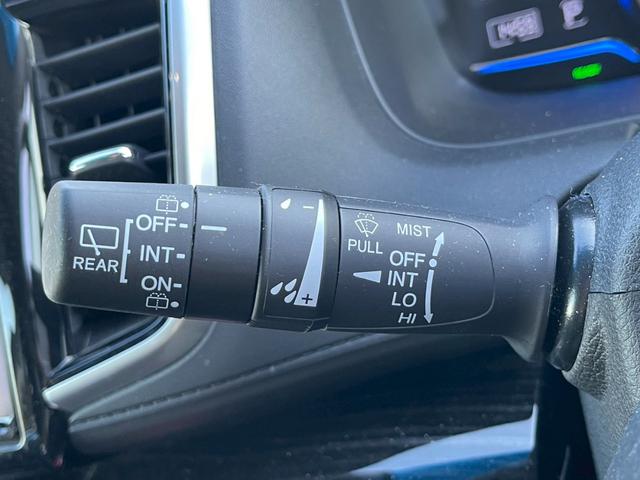 REAR
OFF
INT
ON
−
+
PULL
MIST
OFF
INT
LO
HI